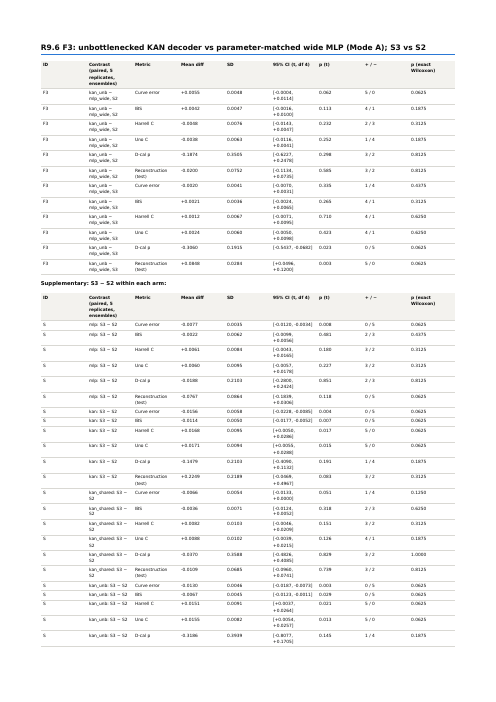 R9.6 F3: unbottlenecked KAN decoder vs parameter-matched wide MLP (Mode A); S3 vs S2
ID Contrast (paired, 5 replicates, ensembles) Metric Mean diff SD 95% CI (t, df 4) p (t) + / − p (exact Wilcoxon)
F3 kan_unb − mlp_wide, S2 Curve error +0.0055 0.0048 [-0.0004, +0.0114] 0.062 5 / 0 0.0625
F3 kan_unb − mlp_wide, S2 IBS +0.0042 0.0047 [-0.0016, +0.0100] 0.113 4 / 1 0.1875
F3 kan_unb − mlp_wide, S2 Harrell C -0.0048 0.0076 [-0.0143, +0.0047] 0.232 2 / 3 0.3125
F3 kan_unb − mlp_wide, S2 Uno C -0.0038 0.0063 [-0.0116, +0.0041] 0.252 1 / 4 0.1875
F3 kan_unb − mlp_wide, S2 D-cal p -0.1874 0.3505 [-0.6227, +0.2478] 0.298 3 / 2 0.8125
F3 kan_unb − mlp_wide, S2 Reconstruction (test) -0.0200 0.0752 [-0.1134, +0.0735] 0.585 3 / 2 0.8125
F3 kan_unb − mlp_wide, S3 Curve error -0.0020 0.0041 [-0.0070, +0.0031] 0.335 1 / 4 0.4375
F3 kan_unb − mlp_wide, S3 IBS +0.0021 0.0036 [-0.0024, +0.0065] 0.265 4 / 1 0.3125
F3 kan_unb − mlp_wide, S3 Harrell C +0.0012 0.0067 [-0.0071, +0.0095] 0.710 4 / 1 0.6250
F3 kan_unb − mlp_wide, S3 Uno C +0.0024 0.0060 [-0.0050, +0.0098] 0.423 4 / 1 0.6250
F3 kan_unb − mlp_wide, S3 D-cal p -0.3060 0.1915 [-0.5437, -0.0682] 0.023 0 / 5 0.0625
F3 kan_unb − mlp_wide, S3 Reconstruction (test) +0.0848 0.0284 [+0.0496, +0.1200] 0.003 5 / 0 0.0625
Supplementary: S3 − S2 within each arm:
ID Contrast (paired, 5 replicates, ensembles) Metric Mean diff SD 95% CI (t, df 4) p (t) + / − p (exact Wilcoxon)
S mlp: S3 − S2 Curve error -0.0077 0.0035 [-0.0120, -0.0034] 0.008 0 / 5 0.0625
S mlp: S3 − S2 IBS -0.0022 0.0062 [-0.0099, +0.0056] 0.481 2 / 3 0.4375
S mlp: S3 − S2 Harrell C +0.0061 0.0084 [-0.0043, +0.0165] 0.180 3 / 2 0.3125
S mlp: S3 − S2 Uno C +0.0060 0.0095 [-0.0057, +0.0178] 0.227 3 / 2 0.3125
S mlp: S3 − S2 D-cal p -0.0188 0.2103 [-0.2800, +0.2424] 0.851 2 / 3 0.8125
S mlp: S3 − S2 Reconstruction (test) -0.0767 0.0864 [-0.1839, +0.0306] 0.118 0 / 5 0.0625
S kan: S3 − S2 Curve error -0.0156 0.0058 [-0.0228, -0.0085] 0.004 0 / 5 0.0625
S kan: S3 − S2 IBS -0.0114 0.0050 [-0.0177, -0.0052] 0.007 0 / 5 0.0625
S kan: S3 − S2 Harrell C +0.0168 0.0095 [+0.0050, +0.0286] 0.017 5 / 0 0.0625
S kan: S3 − S2 Uno C +0.0171 0.0094 [+0.0055, +0.0288] 0.015 5 / 0 0.0625
S kan: S3 − S2 D-cal p -0.1479 0.2103 [-0.4090, +0.1132] 0.191 1 / 4 0.1875
S kan: S3 − S2 Reconstruction (test) +0.2249 0.2189 [-0.0469, +0.4967] 0.083 3 / 2 0.3125
S kan_shared: S3 − S2 Curve error -0.0066 0.0054 [-0.0133, +0.0000] 0.051 1 / 4 0.1250
S kan_shared: S3 − S2 IBS -0.0036 0.0071 [-0.0124, +0.0052] 0.318 2 / 3 0.6250
S kan_shared: S3 − S2 Harrell C +0.0082 0.0103 [-0.0046, +0.0209] 0.151 3 / 2 0.3125
S kan_shared: S3 − S2 Uno C +0.0088 0.0102 [-0.0039, +0.0215] 0.126 4 / 1 0.1875
S kan_shared: S3 − S2 D-cal p -0.0370 0.3588 [-0.4826, +0.4085] 0.829 2 / 3 1.0000
S kan_shared: S3 − S2 Reconstruction (test) -0.0109 0.0685 [-0.0960, +0.0741] 0.739 3 / 2 0.8125
S kan_unb: S3 − S2 Curve error -0.0130 0.0046 [-0.0187, -0.0073] 0.003 0 / 5 0.0625
S kan_unb: S3 − S2 IBS -0.0067 0.0045 [-0.0123, -0.0011] 0.029 0 / 5 0.0625
S kan_unb: S3 − S2 Harrell C +0.0151 0.0091 [+0.0037, +0.0264] 0.021 5 / 0 0.0625
S kan_unb: S3 − S2 Uno C +0.0155 0.0082 [+0.0054, +0.0257] 0.013 5 / 0 0.0625
S kan_unb: S3 − S2 D-cal p -0.3186 0.3939 [-0.8077, +0.1705] 0.145 1 / 4 0.1875